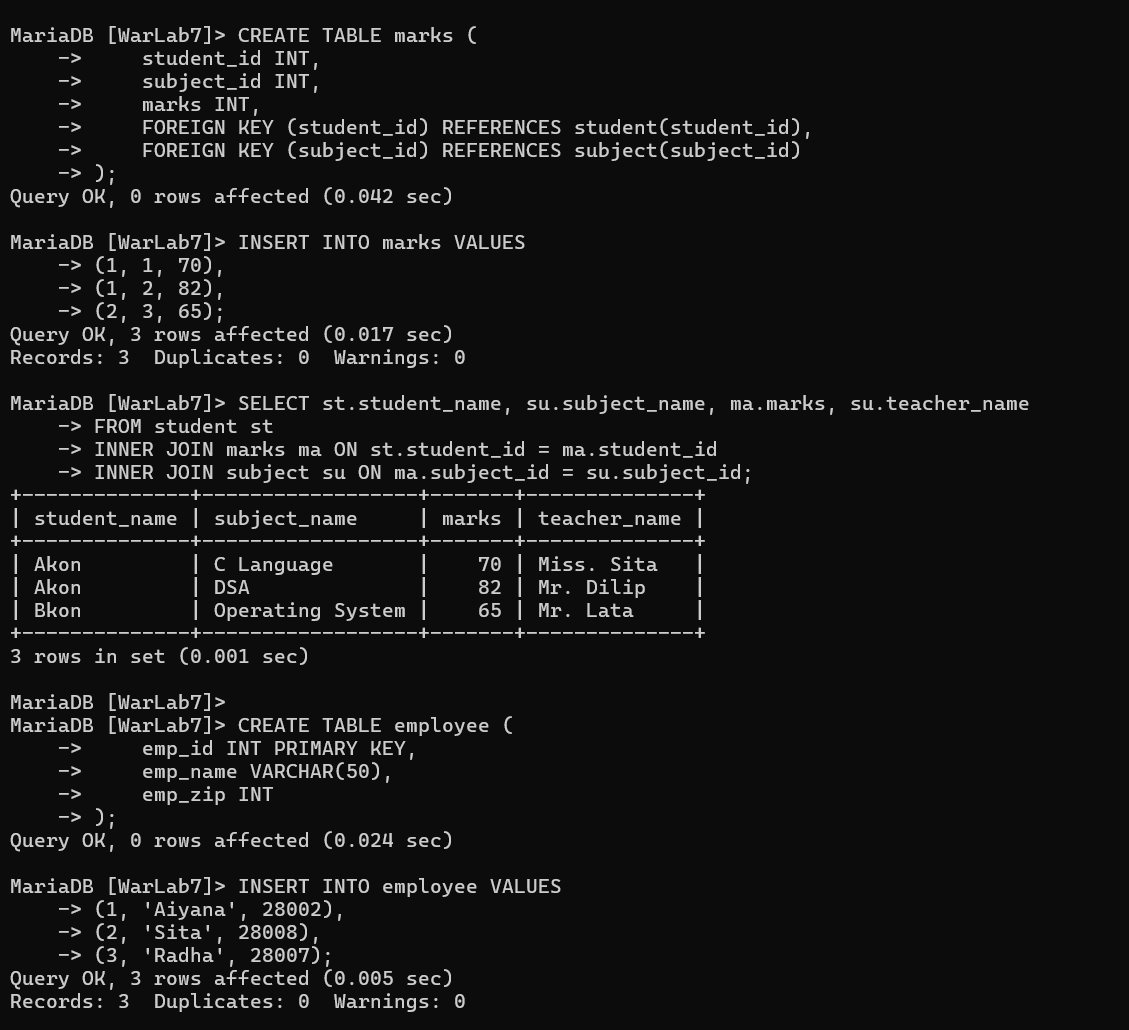 MariaDB [WarLab7]> CREATE TABLE marks (
    ->     student_id INT,
    ->     subject_id INT,
    ->     marks INT,
    ->     FOREIGN KEY (student_id) REFERENCES student(student_id),
    ->     FOREIGN KEY (subject_id) REFERENCES subject(subject_id)
    -> );
Query OK, 0 rows affected (0.042 sec)

MariaDB [WarLab7]> INSERT INTO marks VALUES
    -> (1, 1, 70),
    -> (1, 2, 82),
    -> (2, 3, 65);
Query OK, 3 rows affected (0.017 sec)
Records: 3  Duplicates: 0  Warnings: 0

MariaDB [WarLab7]> SELECT st.student_name, su.subject_name, ma.marks, su.teacher_name
    -> FROM student st
    -> INNER JOIN marks ma ON st.student_id = ma.student_id
    -> INNER JOIN subject su ON ma.subject_id = su.subject_id;
+--------------+------------------+-------+--------------+
| student_name | subject_name     | marks | teacher_name |
+--------------+------------------+-------+--------------+
| Akon         | C Language       |    70 | Miss. Sita   |
| Akon         | DSA              |    82 | Mr. Dilip    |
| Bkon         | Operating System |    65 | Mr. Lata     |
+--------------+------------------+-------+--------------+
3 rows in set (0.001 sec)

MariaDB [WarLab7]>
MariaDB [WarLab7]> CREATE TABLE employee (
    ->     emp_id INT PRIMARY KEY,
    ->     emp_name VARCHAR(50),
    ->     emp_zip INT
    -> );
Query OK, 0 rows affected (0.024 sec)

MariaDB [WarLab7]> INSERT INTO employee VALUES
    -> (1, 'Aiyana', 28002),
    -> (2, 'Sita', 28008),
    -> (3, 'Radha', 28007);
Query OK, 3 rows affected (0.005 sec)
Records: 3  Duplicates: 0  Warnings: 0